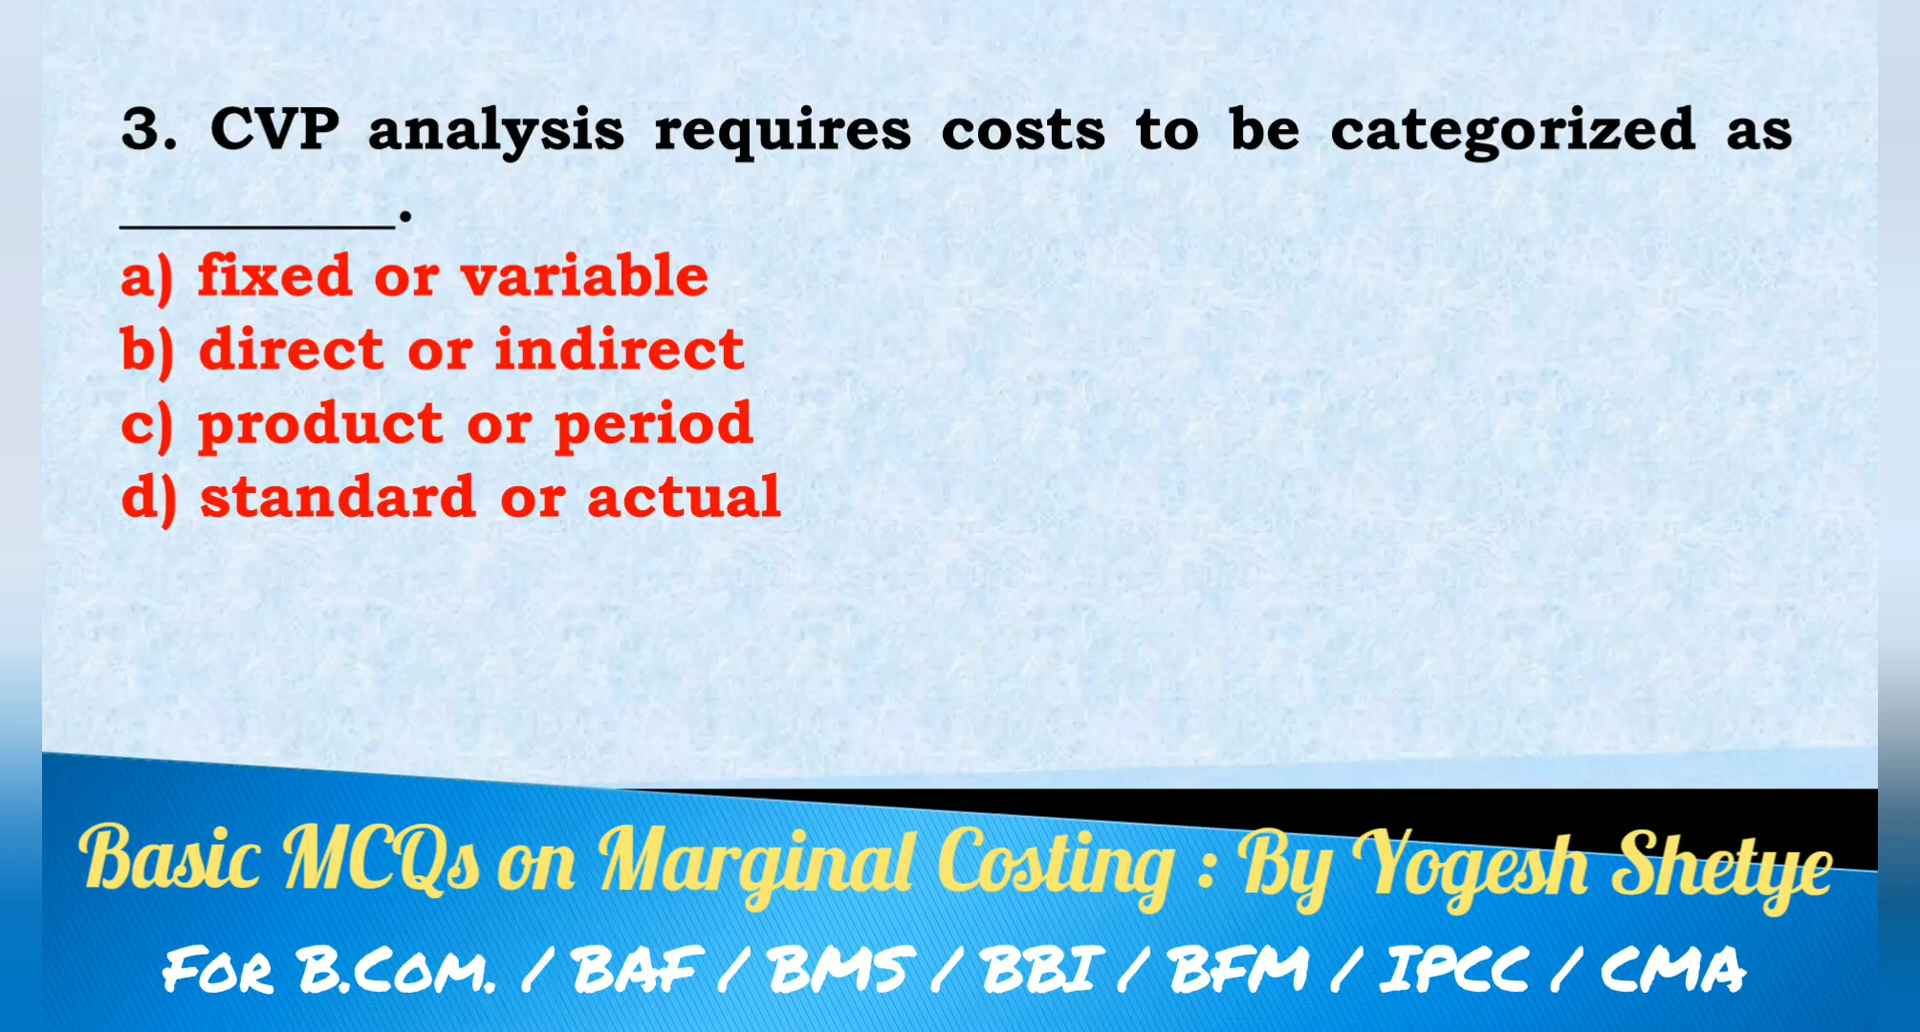 3. CVP analysis requires costs to be categorized as
__________.
a) fixed or variable
b) direct or indirect
c) product or period
d) standard or actual
Basic MCQs on Marginal Costing : By Yogesh Shetye
For B.Com. / BAF / BMS / BBI / BFM / IPCC / CMA